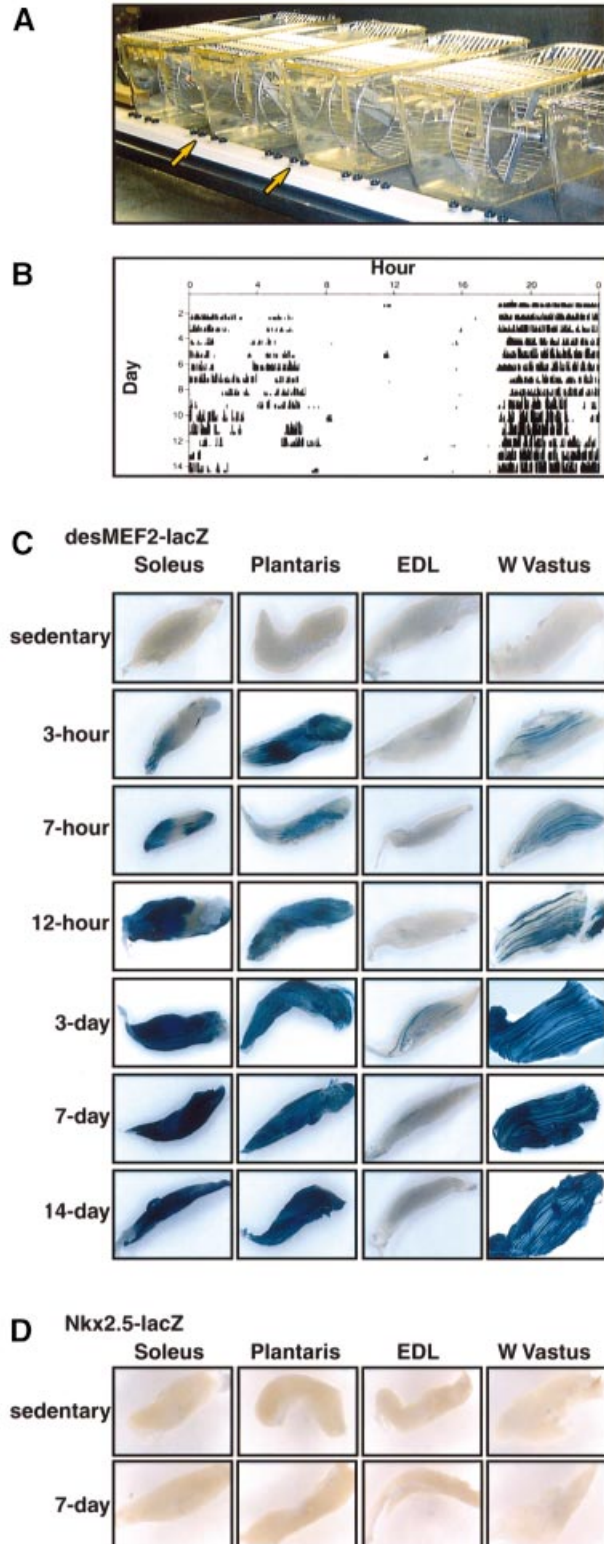 A
B
Hour
0 4 8 12 16 20 0
Day
2
4
6
8
10
12
14
C desMEF2-lacZ
Soleus Plantaris EDL W Vastus
sedentary
3-hour
7-hour
12-hour
3-day
7-day
14-day
D Nkx2.5-lacZ
Soleus Plantaris EDL W Vastus
sedentary
7-day